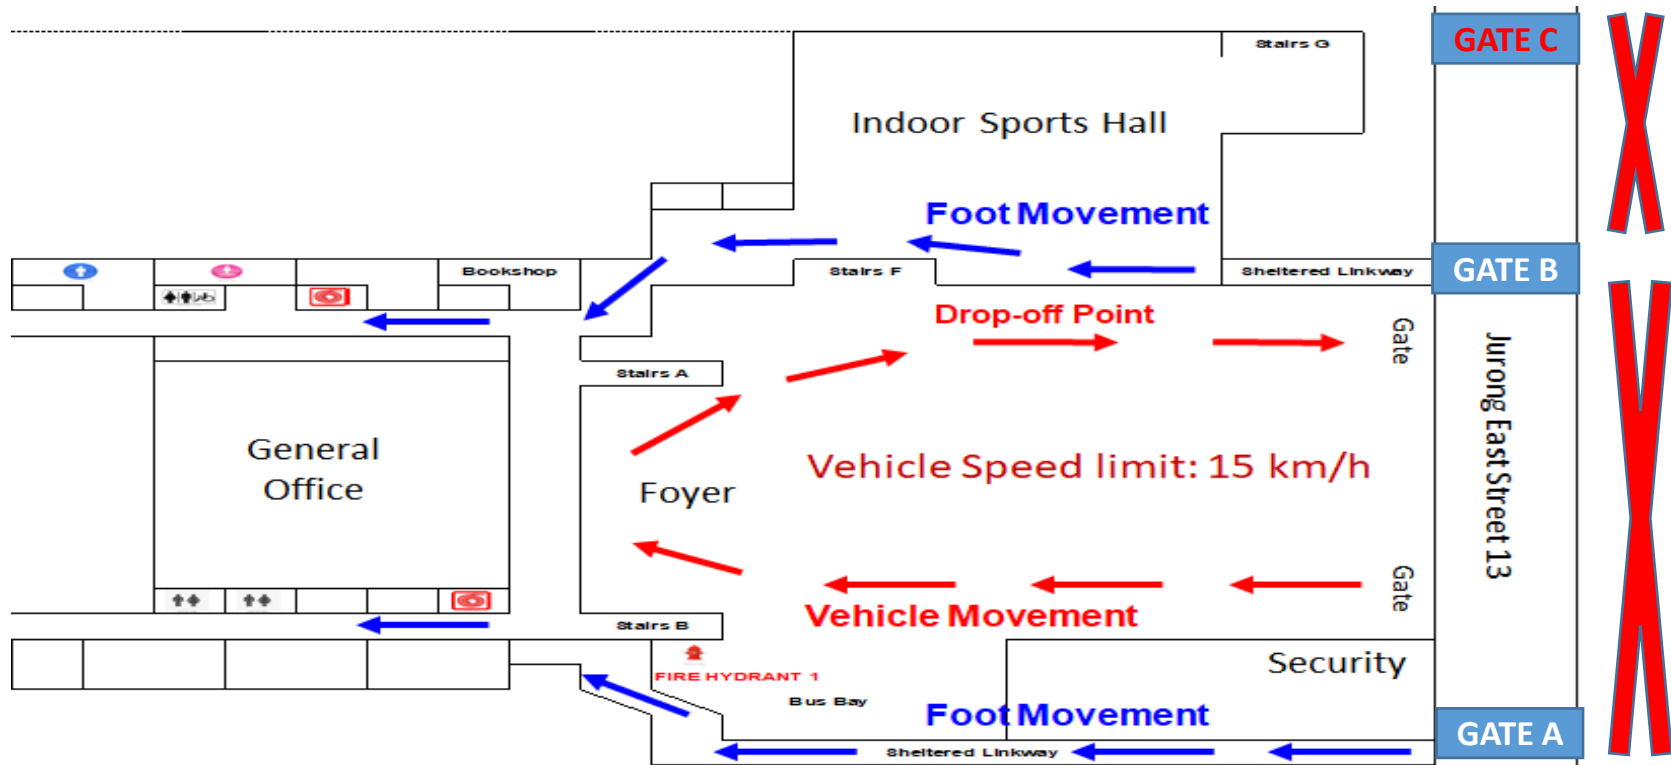 GATE C
Stairs G
Indoor Sports Hall
Foot Movement
Bookshop
Stairs F
Sheltered Linkway
GATE B
Drop-off Point
Gate
Stairs A
Jurong East Street 13
General
Office
Vehicle Speed limit: 15 km/h
Foyer
Gate
Vehicle Movement
Stairs B
Security
FIRE HYDRANT 1
Bus Bay
Foot Movement
GATE A
Sheltered Linkway